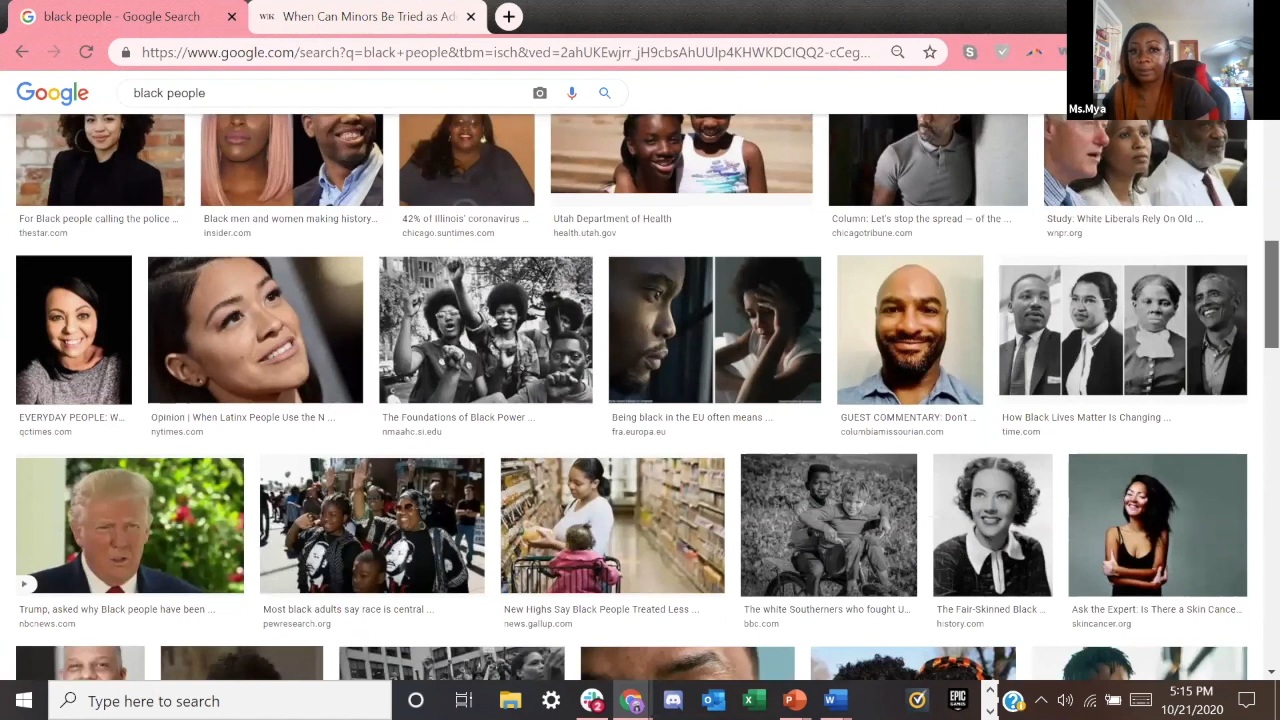 black people - Google Search
W|K When Can Minors Be Tried as Ad
https://www.google.com/search?q=black+people&tbm=isch&ved=2ahUKEwjrr_jH9cbsAhUUlp4KHWKDCIQQ2-cCeg...
Ms.Mya
Google
black people
For Black people calling the police ...
thestar.com
Black men and women making history...
insider.com
42% of Illinois' coronavirus ...
chicago.suntimes.com
Utah Department of Health
health.utah.gov
Column: Let's stop the spread — of the ...
chicagotribune.com
Study: White Liberals Rely On Old ...
wnpr.org
EVERYDAY PEOPLE: W...
qctimes.com
Opinion | When Latinx People Use the N ...
nytimes.com
The Foundations of Black Power ...
nmaahc.si.edu
Being black in the EU often means ...
fra.europa.eu
GUEST COMMENTARY: Don't ...
columbiamissourian.com
How Black Lives Matter Is Changing ...
time.com
Trump, asked why Black people have been ...
nbcnews.com
Most black adults say race is central ...
pewresearch.org
New Highs Say Black People Treated Less ...
news.gallup.com
The white Southerners who fought U...
bbc.com
The Fair-Skinned Black ...
history.com
Ask the Expert: Is There a Skin Cance...
skincancer.org
Type here to search
2
EPIC
GAMES
5:15 PM
10/21/2020